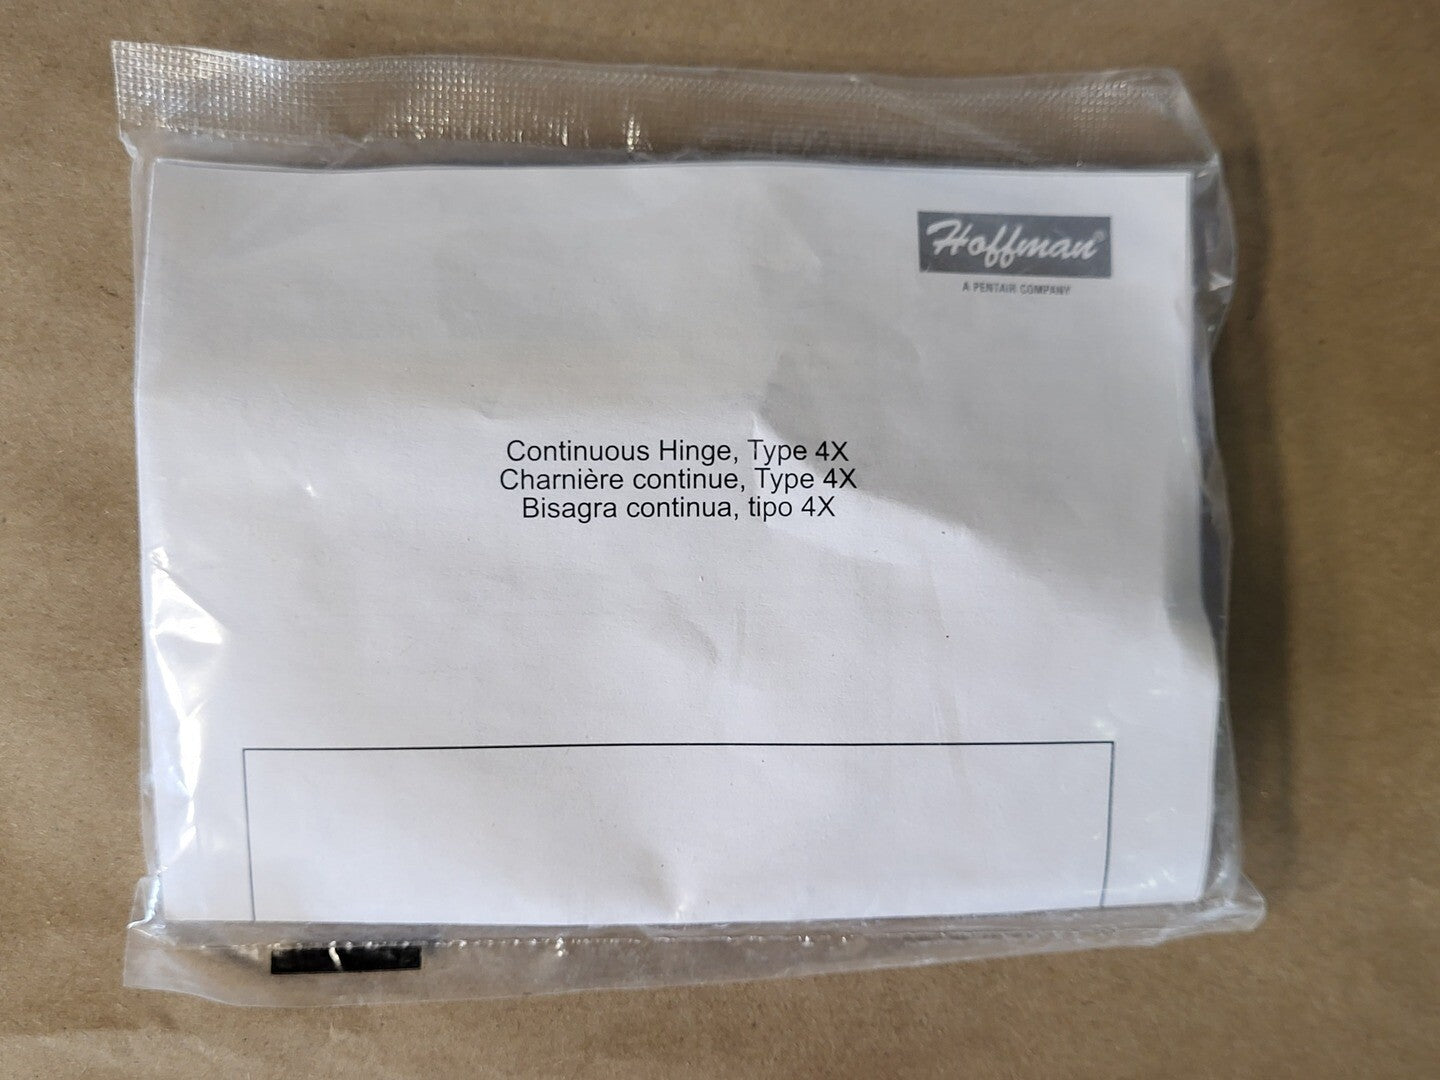 Hoffman®
A PENTAIR COMPANY
Continuous Hinge, Type 4X
Charnière continue, Type 4X
Bisagra continua, tipo 4X